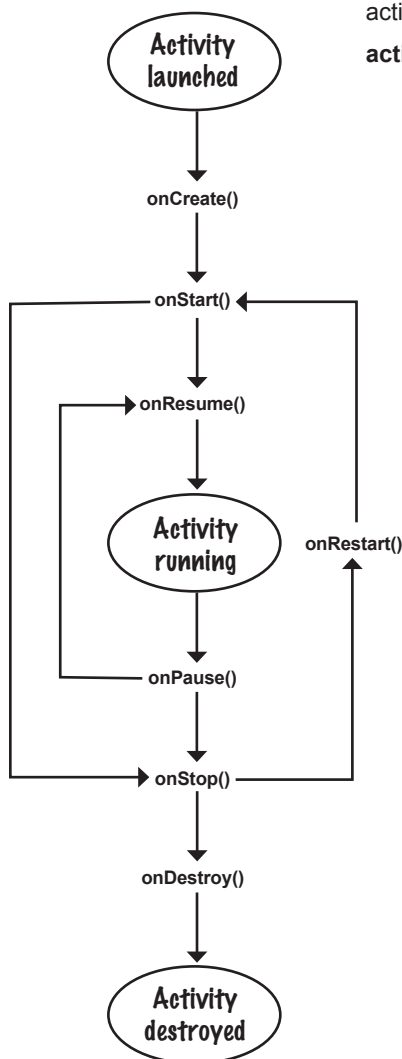 acti
act
Activity
launched
onCreate()
onStart()
onResume()
Activity
running
onRestart()
onPause()
onStop()
onDestroy()
Activity
destroyed